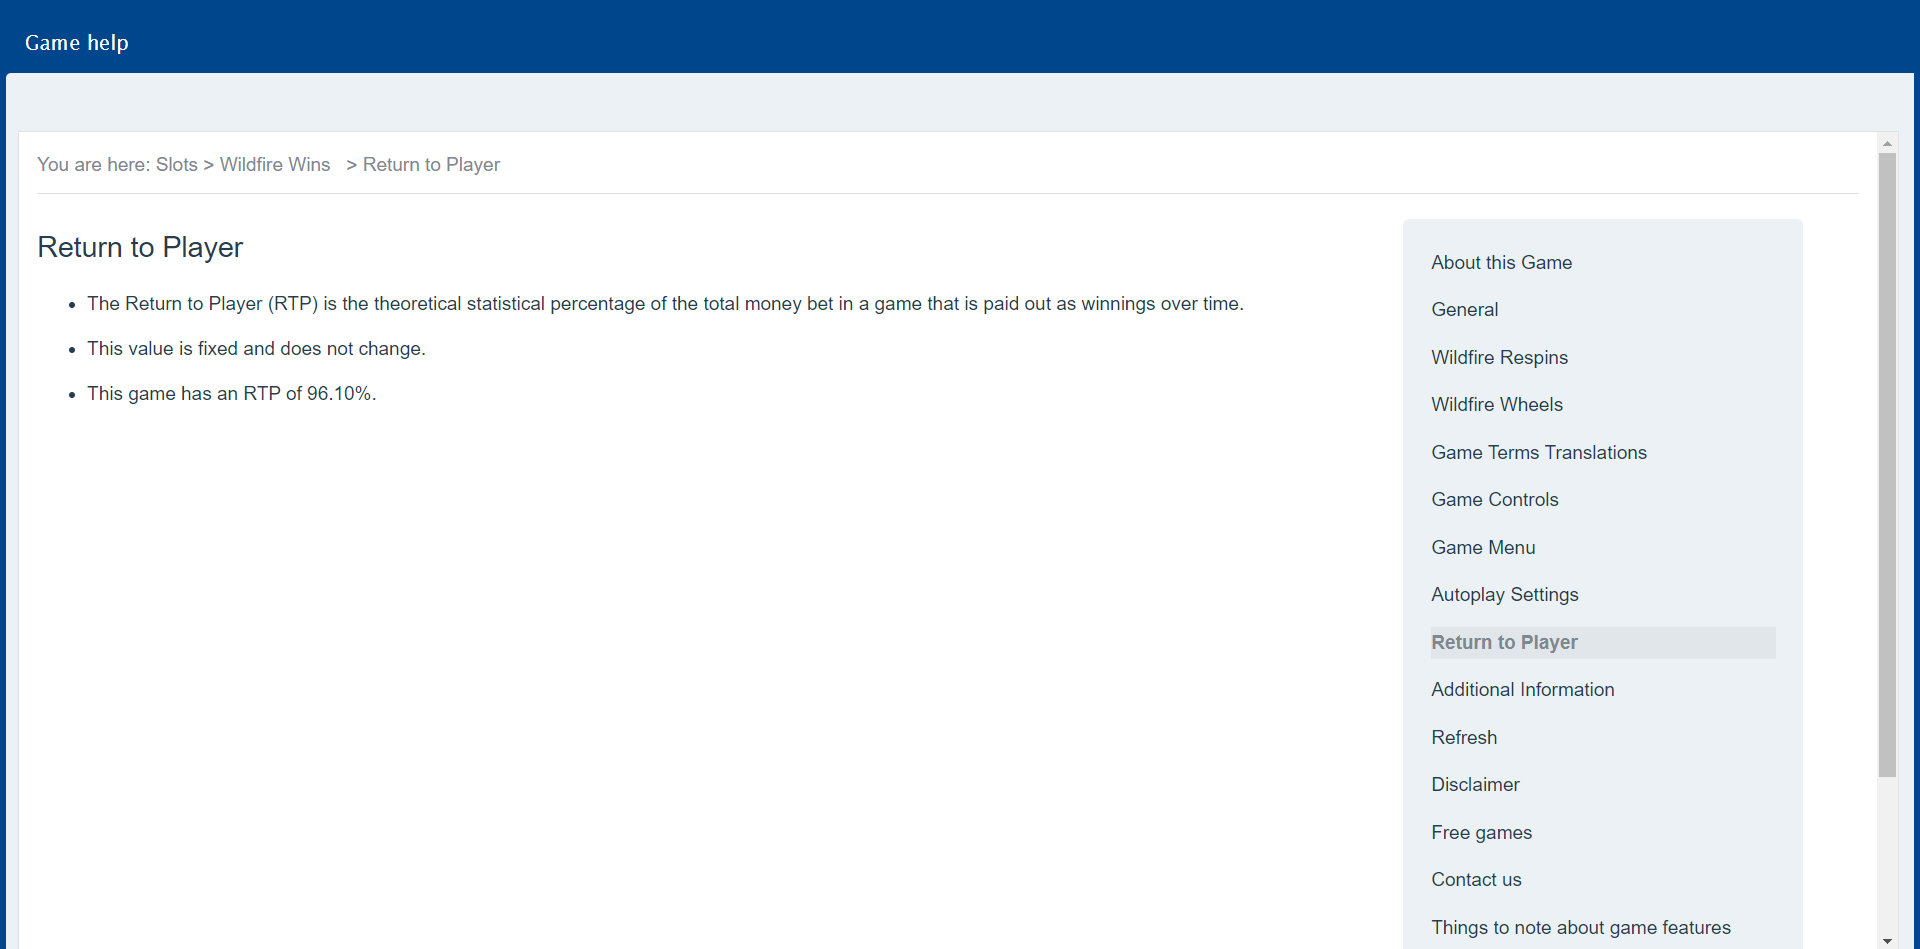 Game help
You are here: Slots > Wildfire Wins > Return to Player
Return to Player
The Return to Player (RTP) is the theoretical statistical percentage of the total money bet in a game that is paid out as winnings over time.
This value is fixed and does not change.
This game has an RTP of 96.10%.
About this Game
General
Wildfire Respins
Wildfire Wheels
Game Terms Translations
Game Controls
Game Menu
Autoplay Settings
Return to Player
Additional Information
Refresh
Disclaimer
Free games
Contact us
Things to note about game features